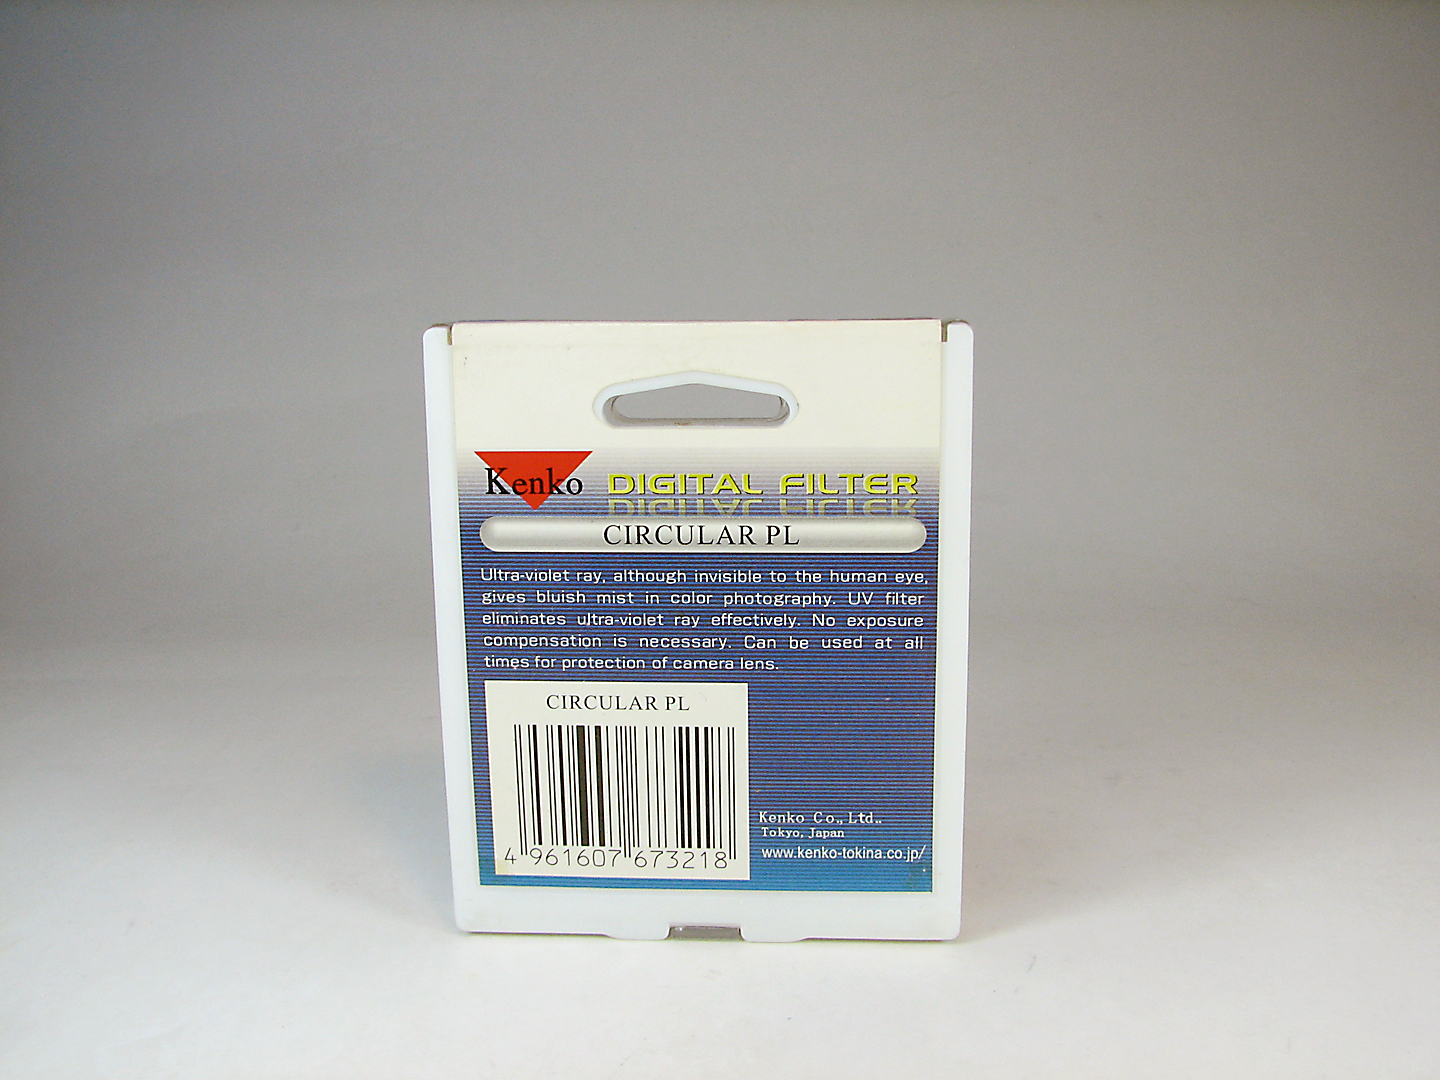 Kenko DIGITAL FILTER
CIRCULAR PL
Ultra-violet ray, although invisible to the human eye,
gives bluish mist in color photography. UV filter
eliminates ultra-violet ray effectively. No exposure
compensation is necessary. Can be used at all
times for protection of camera lens.
CIRCULAR PL
4 961607 673218
Kenko Co., Ltd..
Tokyo, Japan
www.kenko-tokina.co.jp/